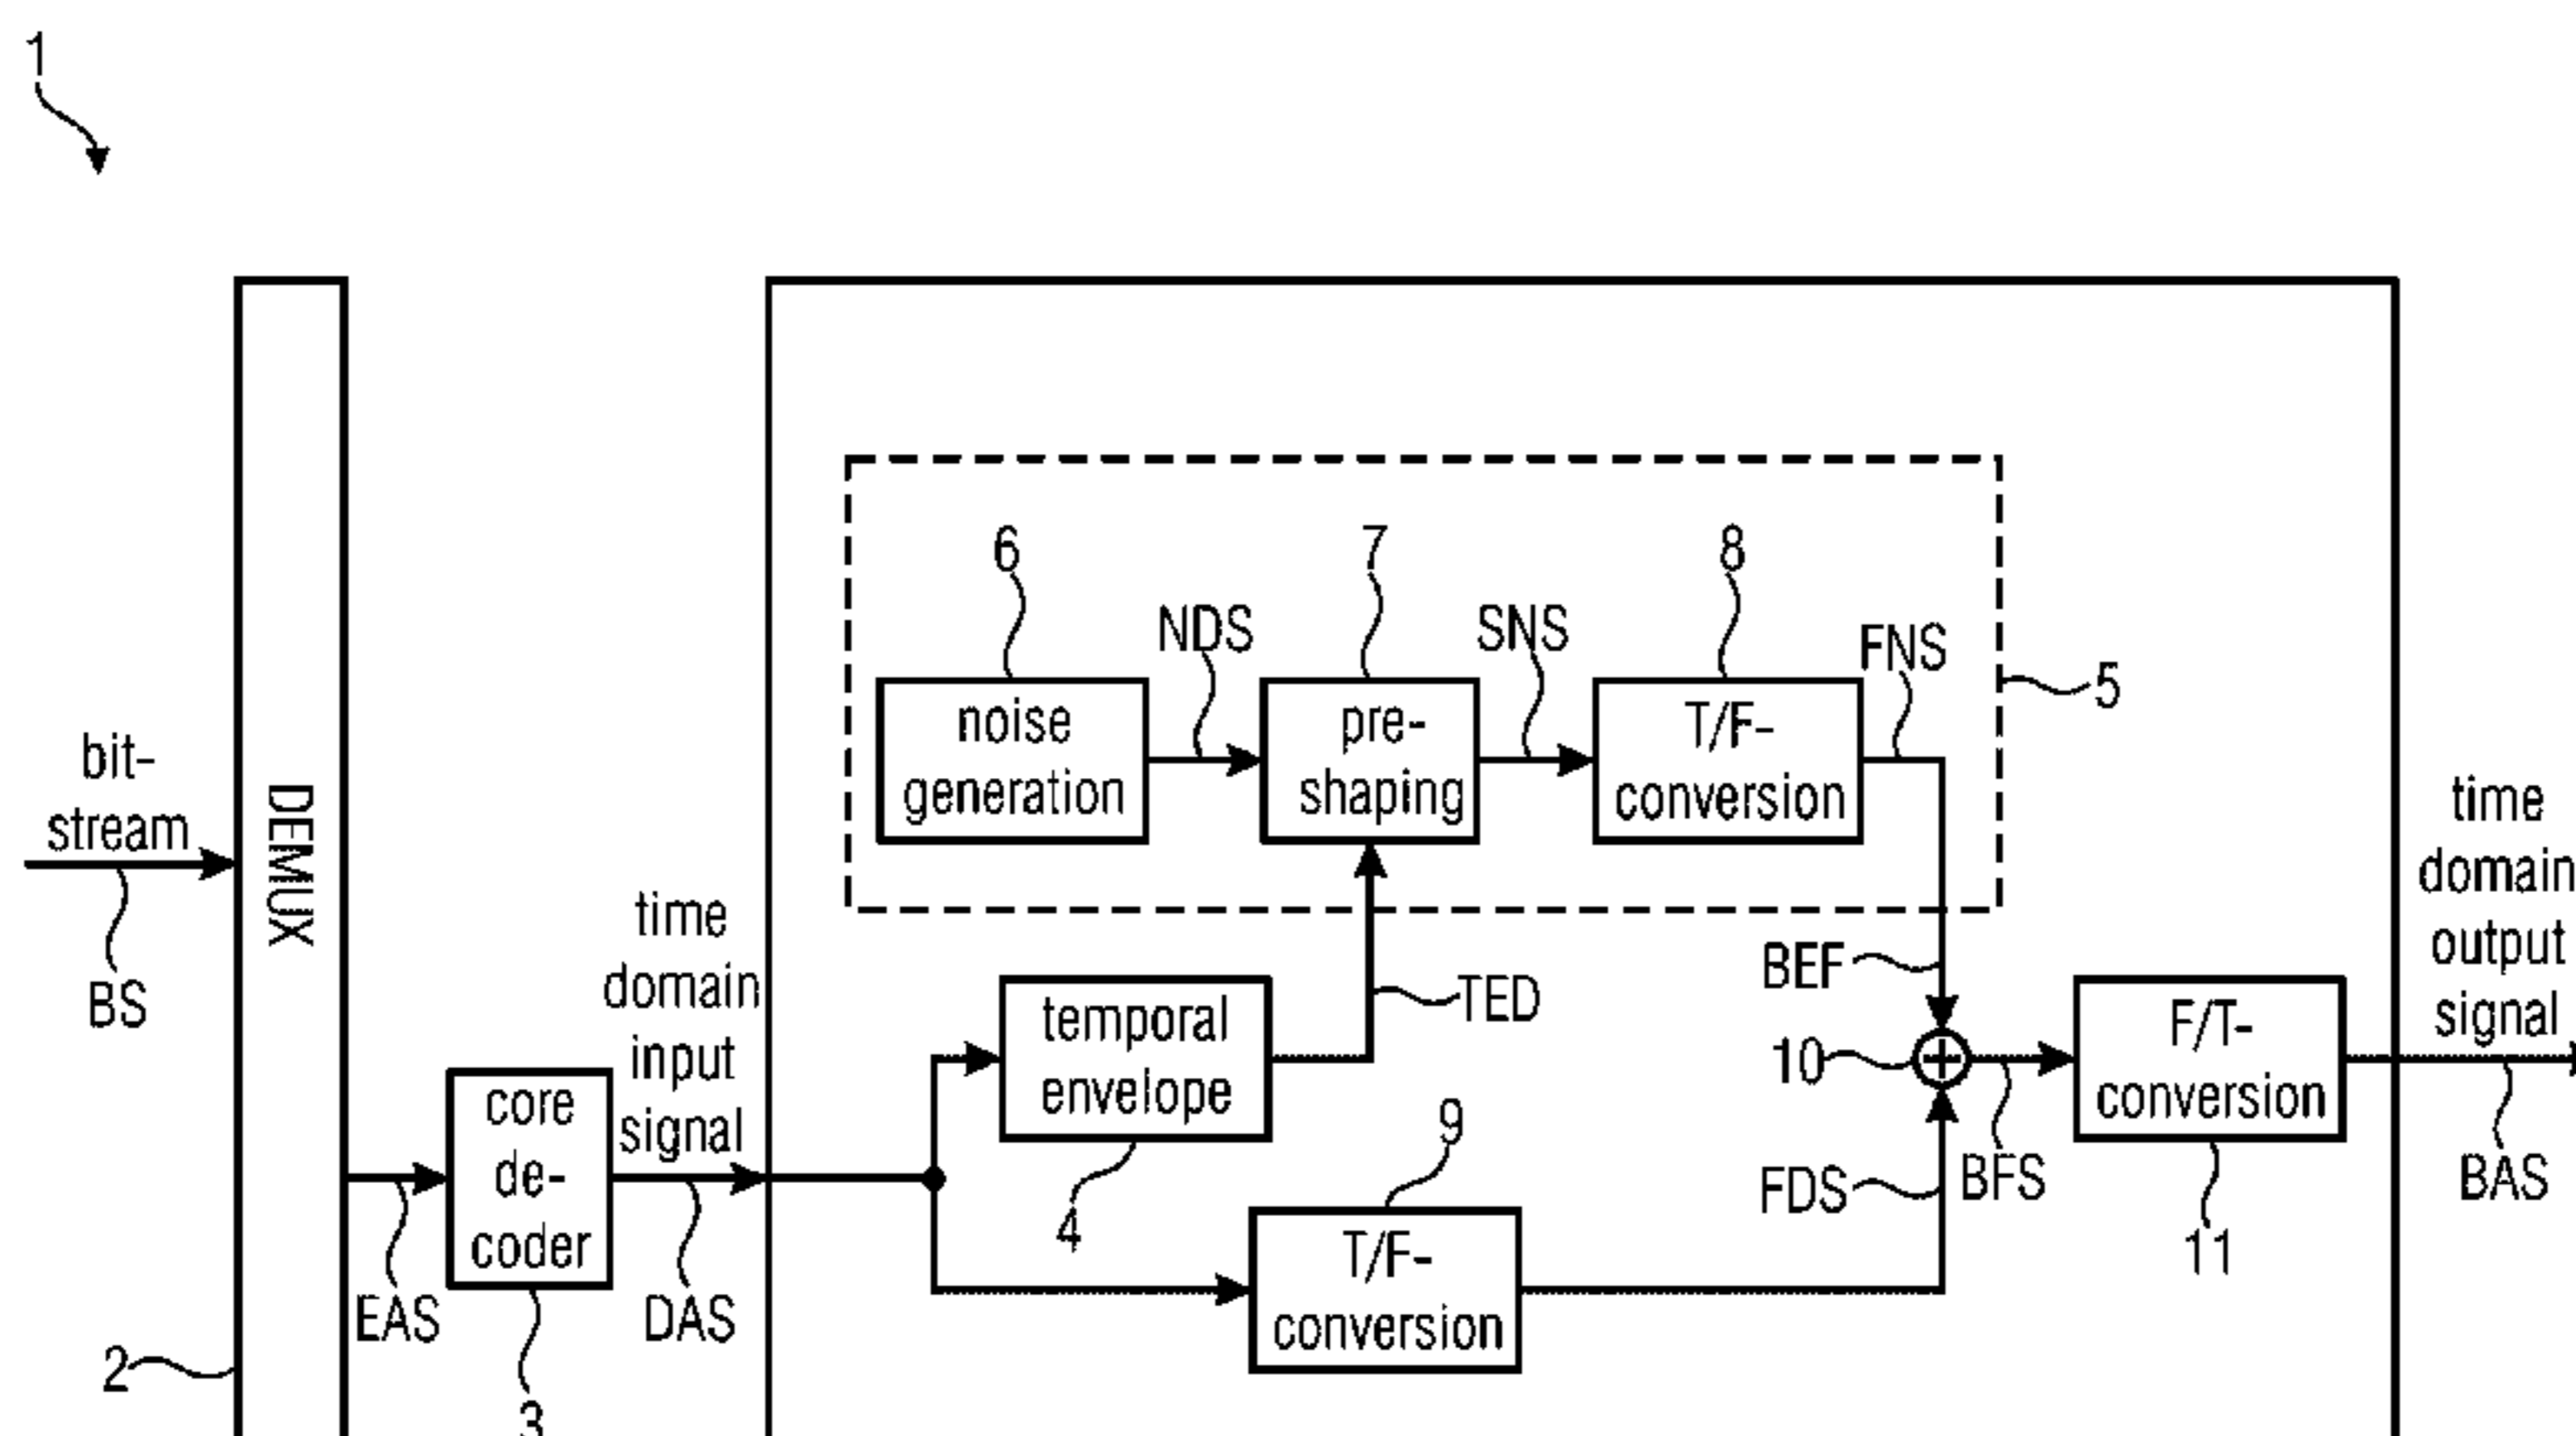 1
6
7
8
NDS
SNS
FNS
5
noise
generation
pre-
shaping
T/F-
conversion
bit-
stream
DEMUX
BS
time
domain
input
signal
time
domain
output
signal
BEF
TED
temporal
envelope
10
F/T-
conversion
core
de-
coder
9
4
FDS
BFS
BAS
11
T/F-
conversion
EAS
DAS
2
3